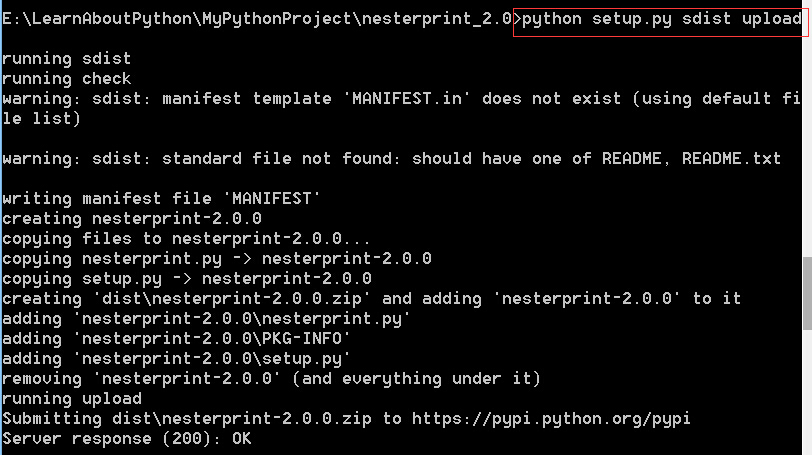 E:\LearnAboutPython\MyPythonProject\nesterprint_2.0>python setup.py sdist upload
running sdist
running check
warning: sdist: manifest template 'MANIFEST.in' does not exist (using default fi
le list)
warning: sdist: standard file not found: should have one of README, README.txt
writing manifest file 'MANIFEST'
creating nesterprint-2.0.0
copying files to nesterprint-2.0.0...
copying nesterprint.py -> nesterprint-2.0.0
copying setup.py -> nesterprint-2.0.0
creating 'dist\nesterprint-2.0.0.zip' and adding 'nesterprint-2.0.0' to it
adding 'nesterprint-2.0.0\nesterprint.py'
adding 'nesterprint-2.0.0\PKG-INFO'
adding 'nesterprint-2.0.0\setup.py'
removing 'nesterprint-2.0.0' (and everything under it)
running upload
Submitting dist\nesterprint-2.0.0.zip to https://pypi.python.org/pypi
Server response (200): OK